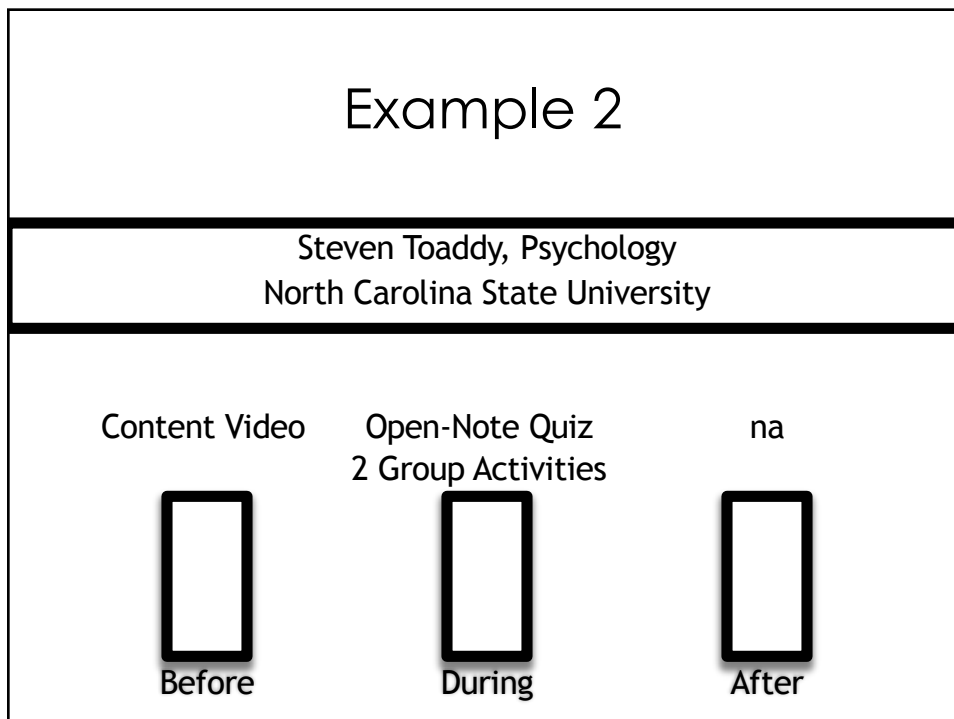 Example 2
Steven Toaddy, Psychology
North Carolina State University
Content Video
Open-Note Quiz
2 Group Activities
na
Before
During
After